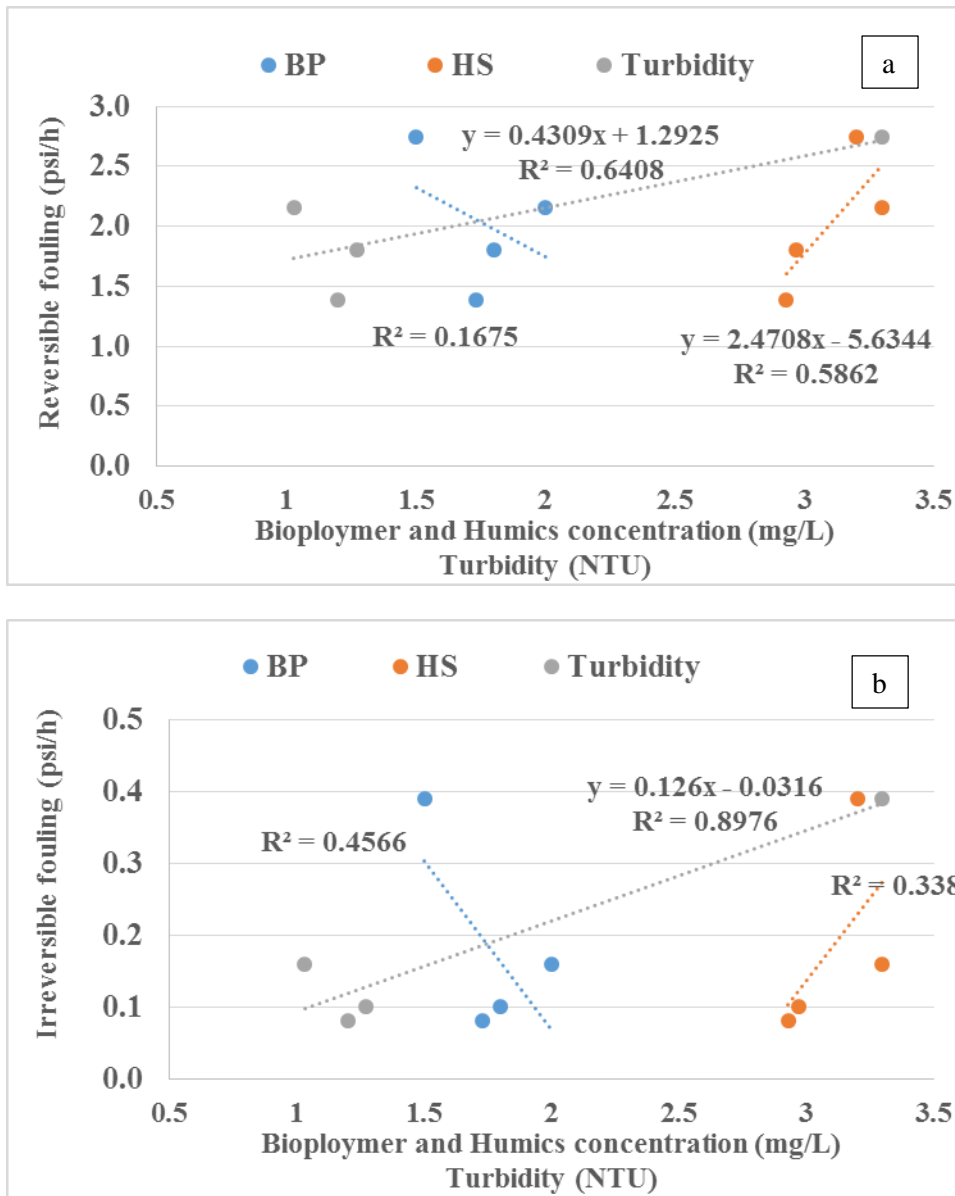 BP HS Turbidity
a
3.0
2.5
2.0
1.5
1.0
0.5
0.0
Reversible fouling (psi/h)
y = 0.4309x + 1.2925
R² = 0.6408
R² = 0.1675
y = 2.4708x - 5.6344
R² = 0.5862
0.5 1 1.5 2 2.5 3 3.5
Bioploymer and Humics concentration (mg/L)
Turbidity (NTU)
BP HS Turbidity
b
0.5
0.4
0.3
0.2
0.1
0.0
Irreversible fouling (psi/h)
y = 0.126x - 0.0316
R² = 0.8976
R² = 0.4566
R² = 0.338
0.5 1 1.5 2 2.5 3 3.5
Bioploymer and Humics concentration (mg/L)
Turbidity (NTU)